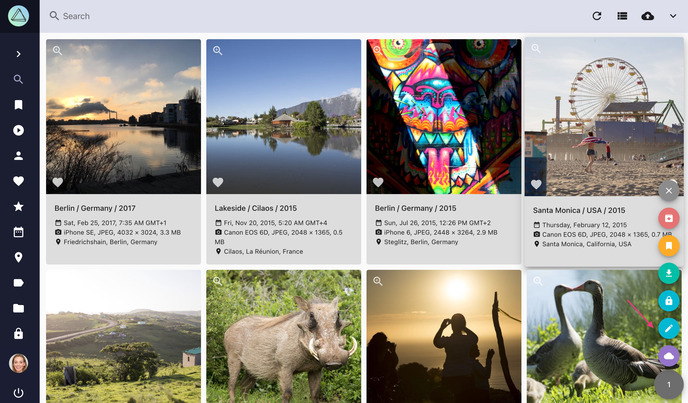 Search
Berlin / Germany / 2017
Sat, Feb 25, 2017, 7:35 AM GMT+1
iPhone SE, JPEG, 4032 × 3024, 3.3 MB
Friedrichshain, Berlin, Germany
Lakeside / Cilaos / 2015
Fri, Nov 20, 2015, 5:20 AM GMT+4
Canon EOS 6D, JPEG, 2048 × 1365, 0.5
MB
Cilaos, La Réunion, France
Berlin / Germany / 2015
Sun, Jul 26, 2015, 12:26 PM GMT+2
iPhone 6, JPEG, 2448 × 3264, 2.9 MB
Steglitz, Berlin, Germany
Santa Monica / USA / 2015
Thursday, February 12, 2015
Canon EOS 6D, JPEG, 2048 × 1365, 0.7 MB
Santa Monica, California, USA
1